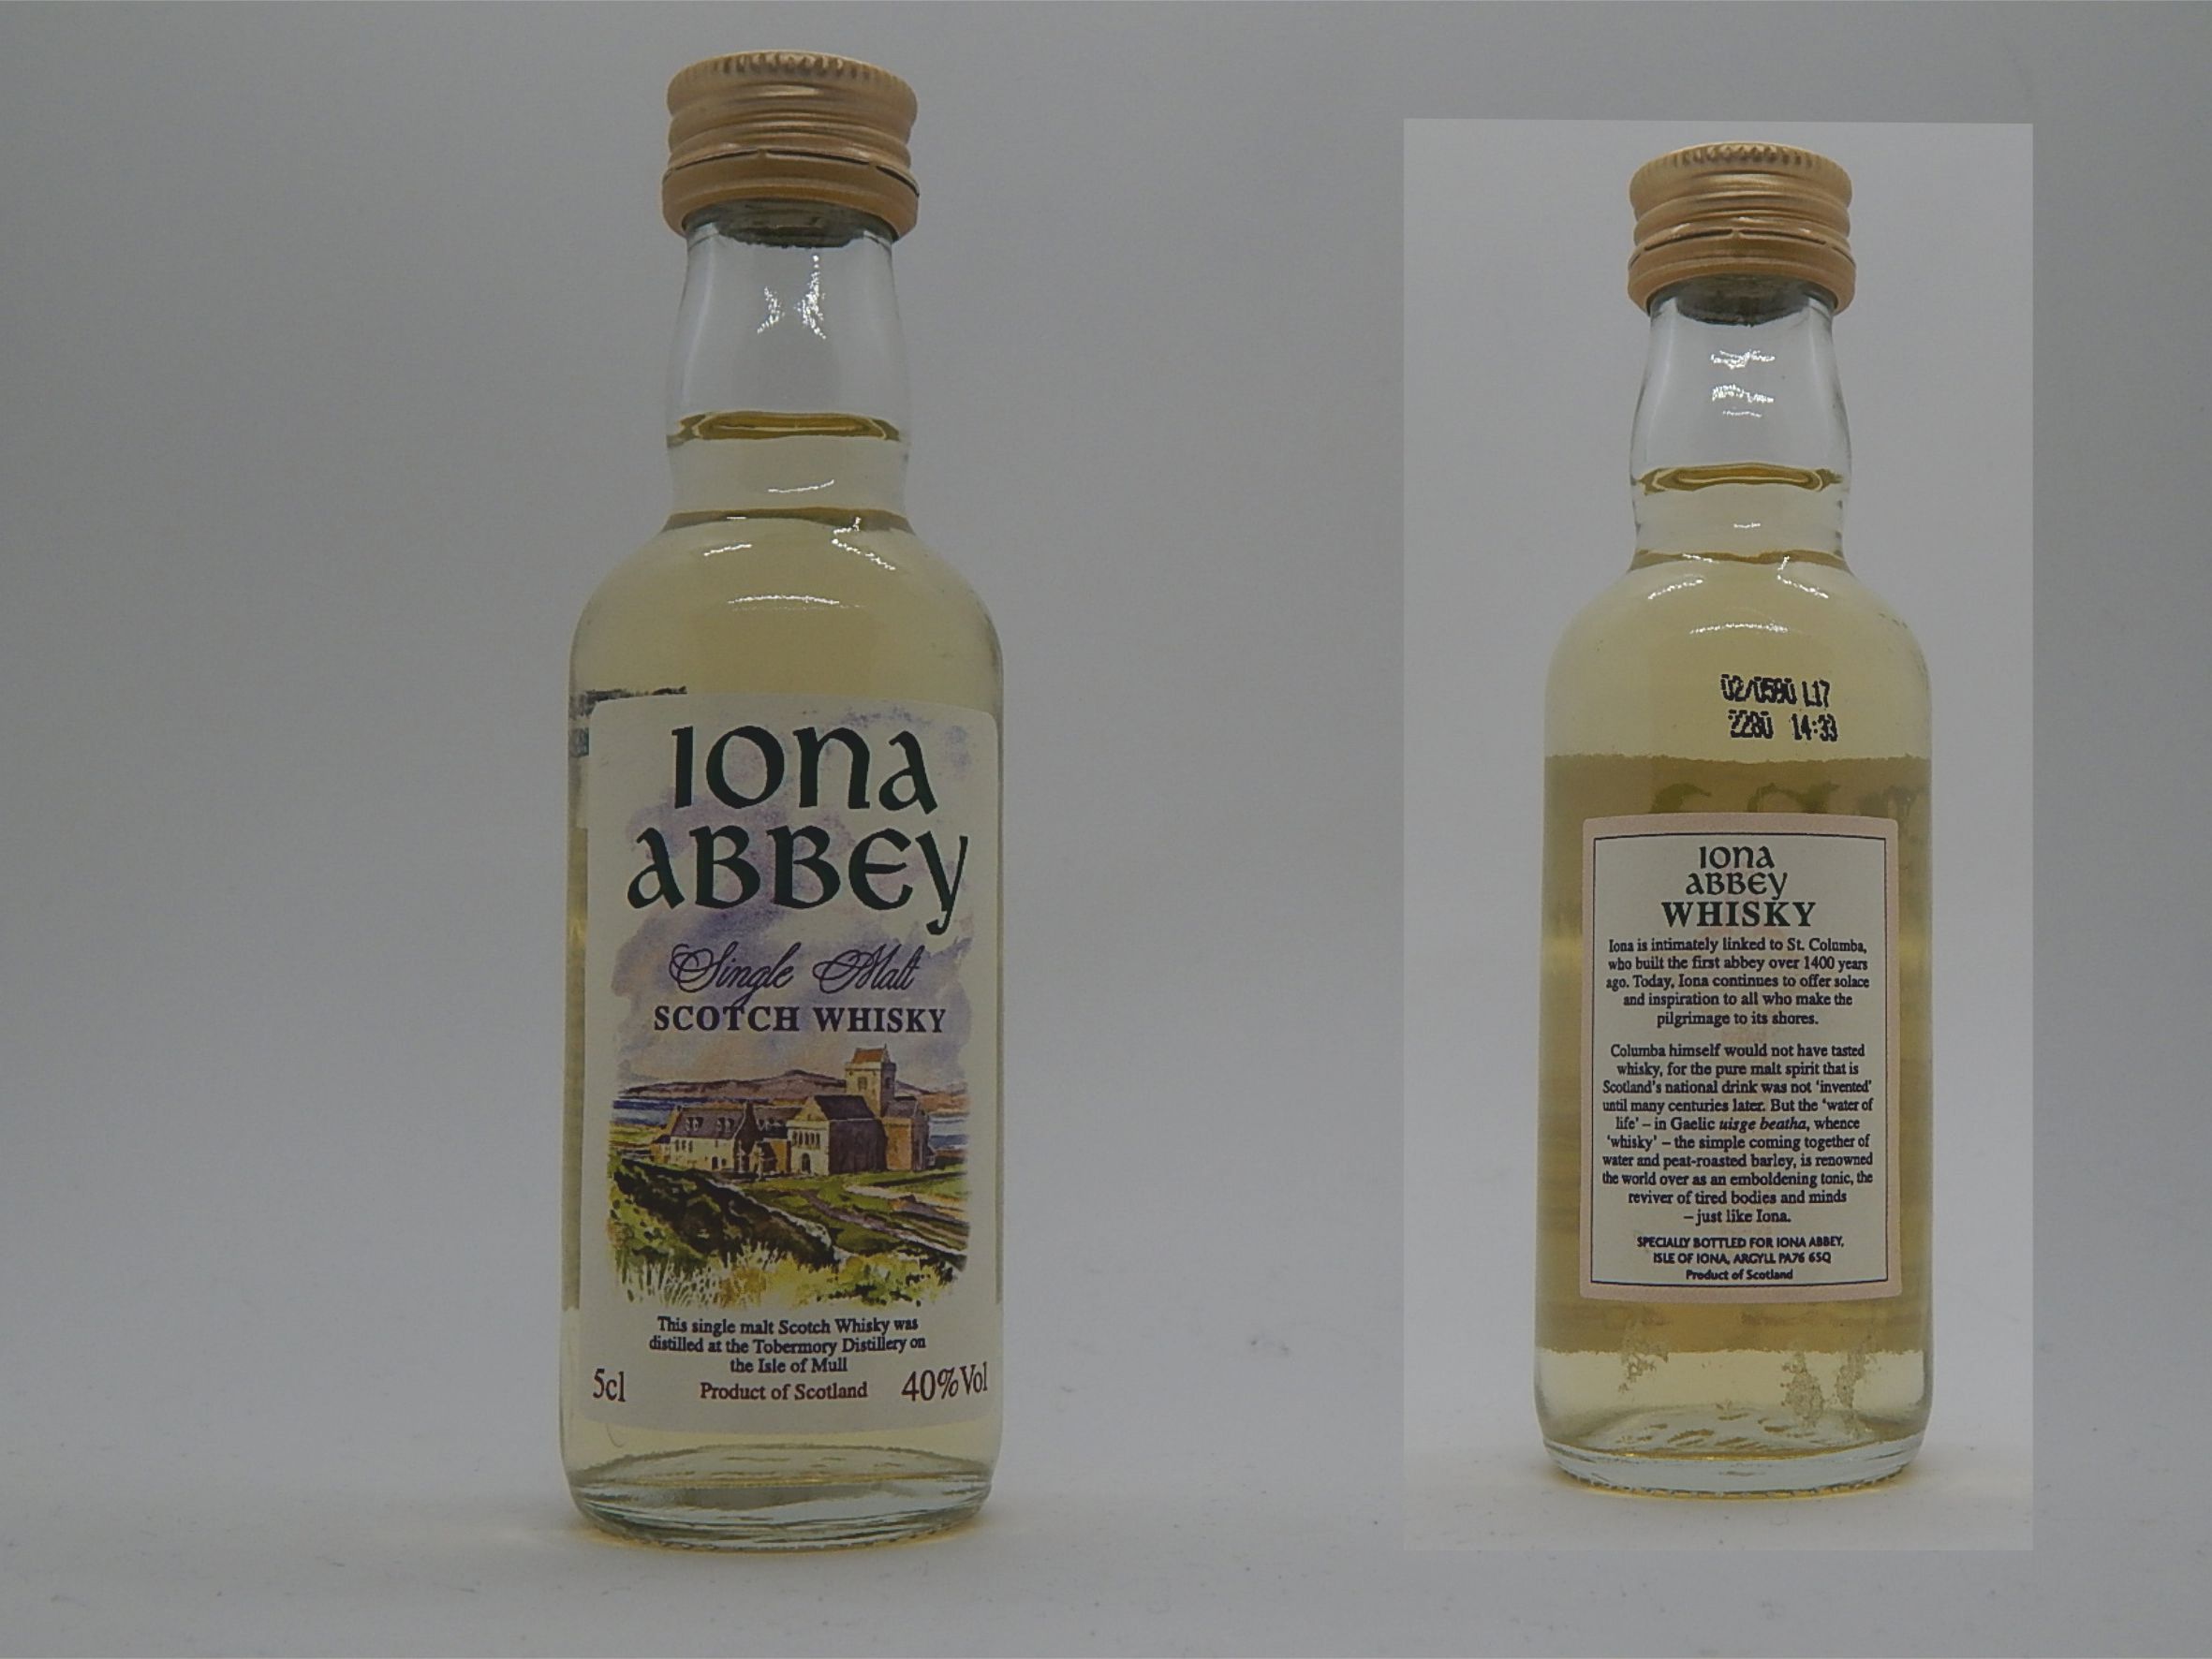 Iona
Abbey
Single Malt
SCOTCH WHISKY
This single malt Scotch Whisky was
distilled at the Tobermory Distillery on
the Isle of Mull
5cl
Product of Scotland
40%Vol
02/0580 L17
2280 14:33
Iona
Abbey
WHISKY
Iona is intimately linked to St. Columba,
who built the first abbey over 1400 years
ago. Today, Iona continues to offer solace
and inspiration to all who make the
pilgrimage to its shores.
Columba himself would not have tasted
whisky, for the pure malt spirit that is
Scotland's national drink was not 'invented'
until many centuries later. But the 'water of
life' – in Gaelic uisge beatha, whence
'whisky' – the simple coming together of
water and peat-roasted barley, is renowned
the world over as an emboldening tonic, the
reviver of tired bodies and minds
– just like Iona.
SPECIALLY BOTTLED FOR IONA ABBEY,
ISLE OF IONA, ARGYLL PA76 6SQ
Product of Scotland